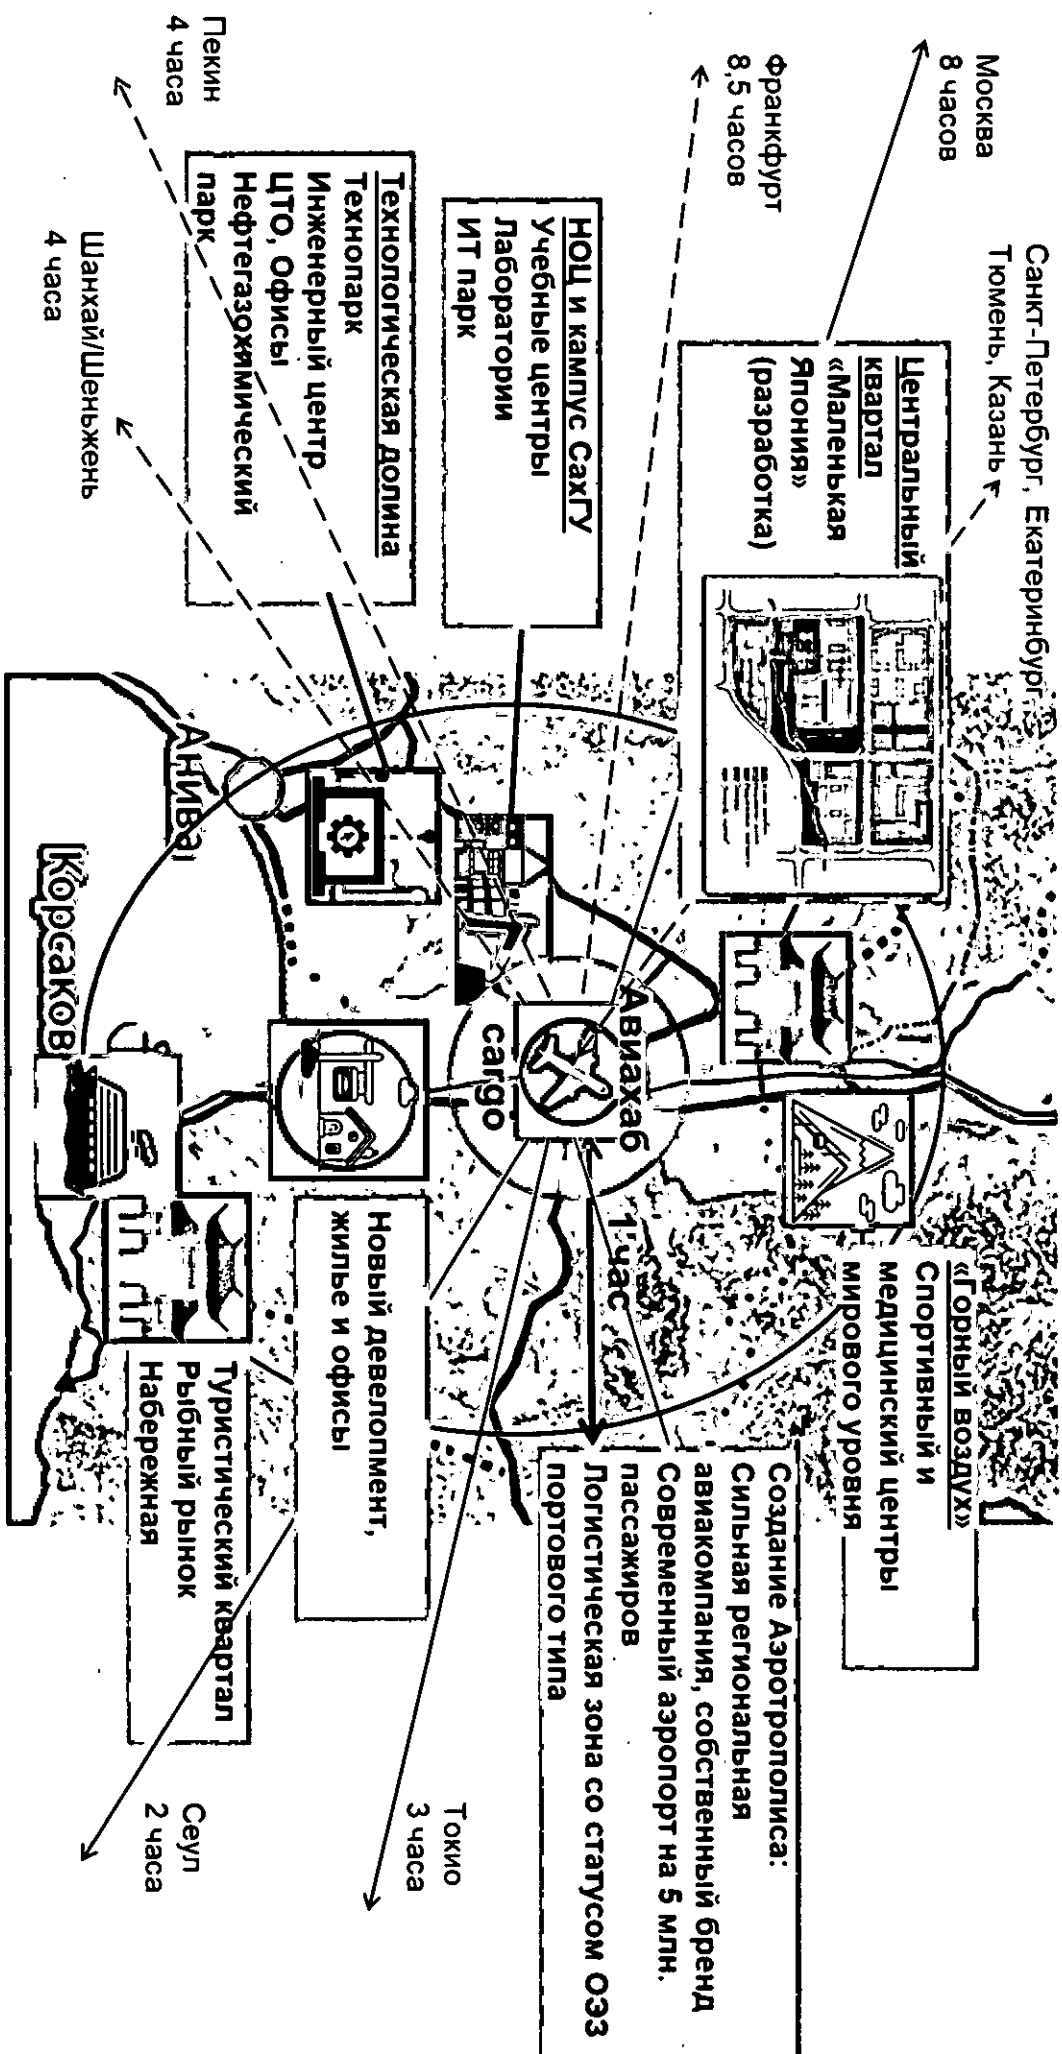 Санкт-Петербург, Екатеринбург
Тюмень, Казань
Москва
8 часов
Франкфурт
8,5 часов
Пекин
4 часа
Шанхай/Шеньжень
4 часа
Центральный
квартал
«Маленькая
Япония»
(разработка)
НОЦ и кампус СахГУ
Учебные центры
Лаборатории
ИТ парк
Технологическая долина
Технопарк
Инженерный центр
ЦТО, Офисы
Нефтегазохимический
парк
Авиахаб
cargo
1 час
Анива
Корсаков
«Горный воздух»
Спортивный и
медицинский центры
мирового уровня
Создание Аэротрополиса:
Сильная региональная
авиакомпания, собственный бренд
Современный аэропорт на 5 млн.
пассажиров
Логистическая зона со статусом ОЭЗ
портового типа
Новый девелопмент,
жилье и офисы
Туристический квартал
Рыбный рынок
Набережная
Токио
3 часа
Сеул
2 часа